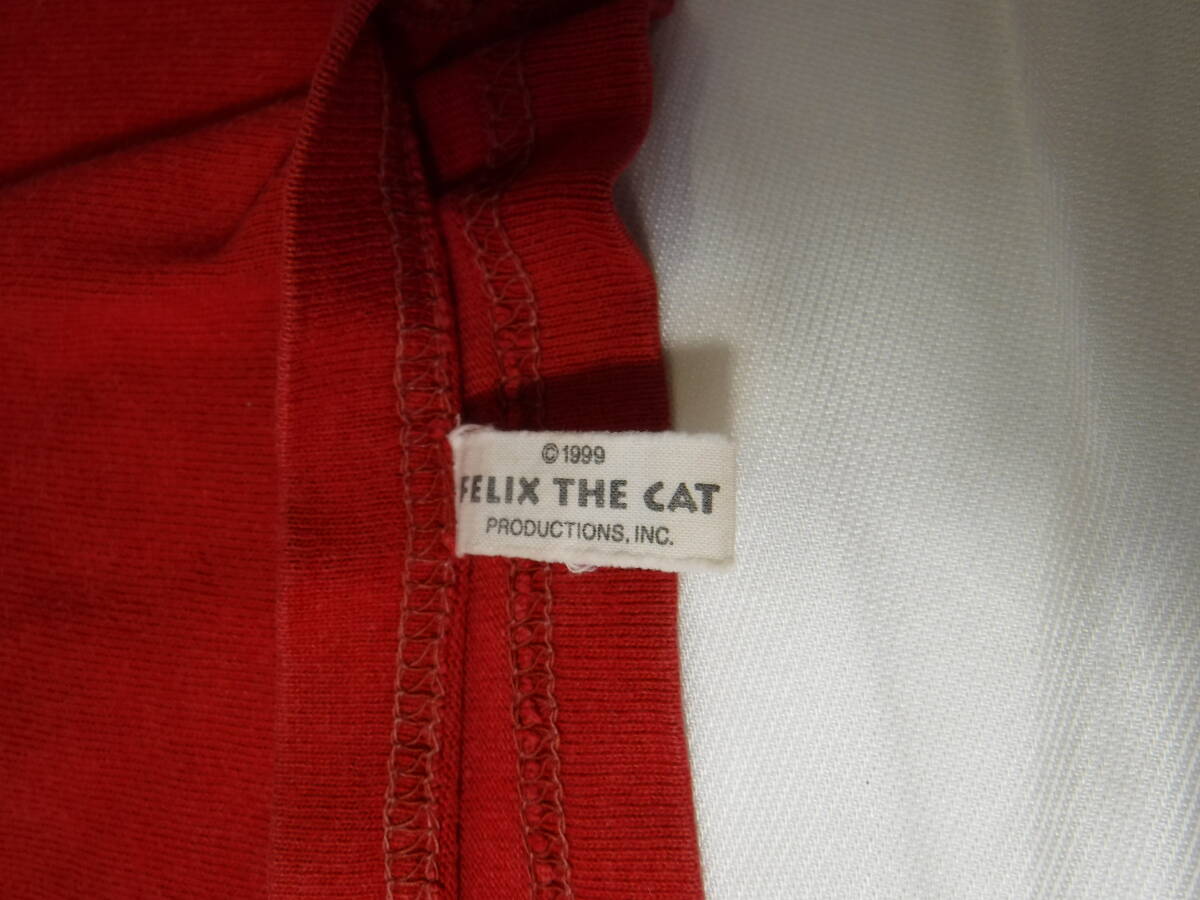 ©1999
FELIX THE CAT
PRODUCTIONS, INC.